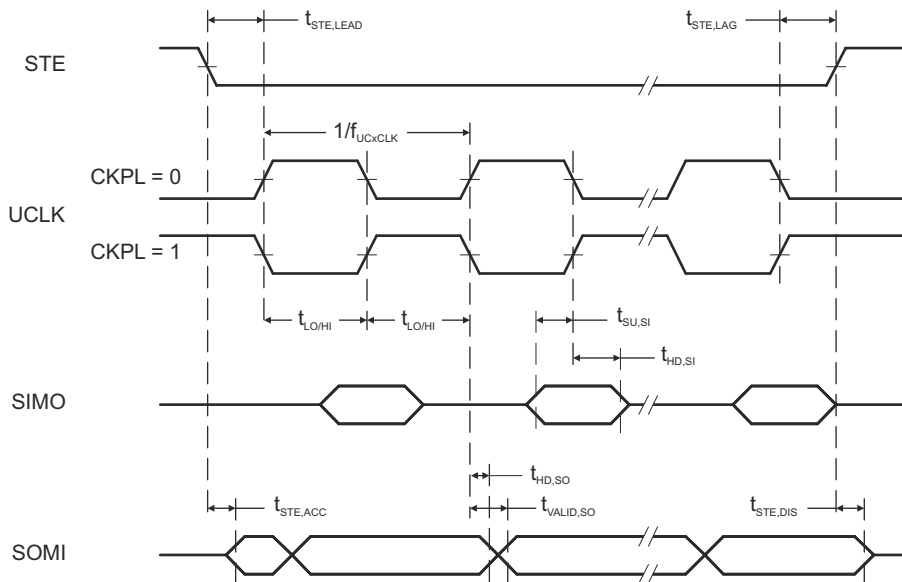 tSTE,LEAD
tSTE,LAG
STE
1/fUCxCLK
CKPL = 0
UCLK
CKPL = 1
tLO/HI
tLO/HI
tSU,SI
tHD,SI
SIMO
tHD,SO
tSTE,ACC
tVALID,SO
tSTE,DIS
SOMI